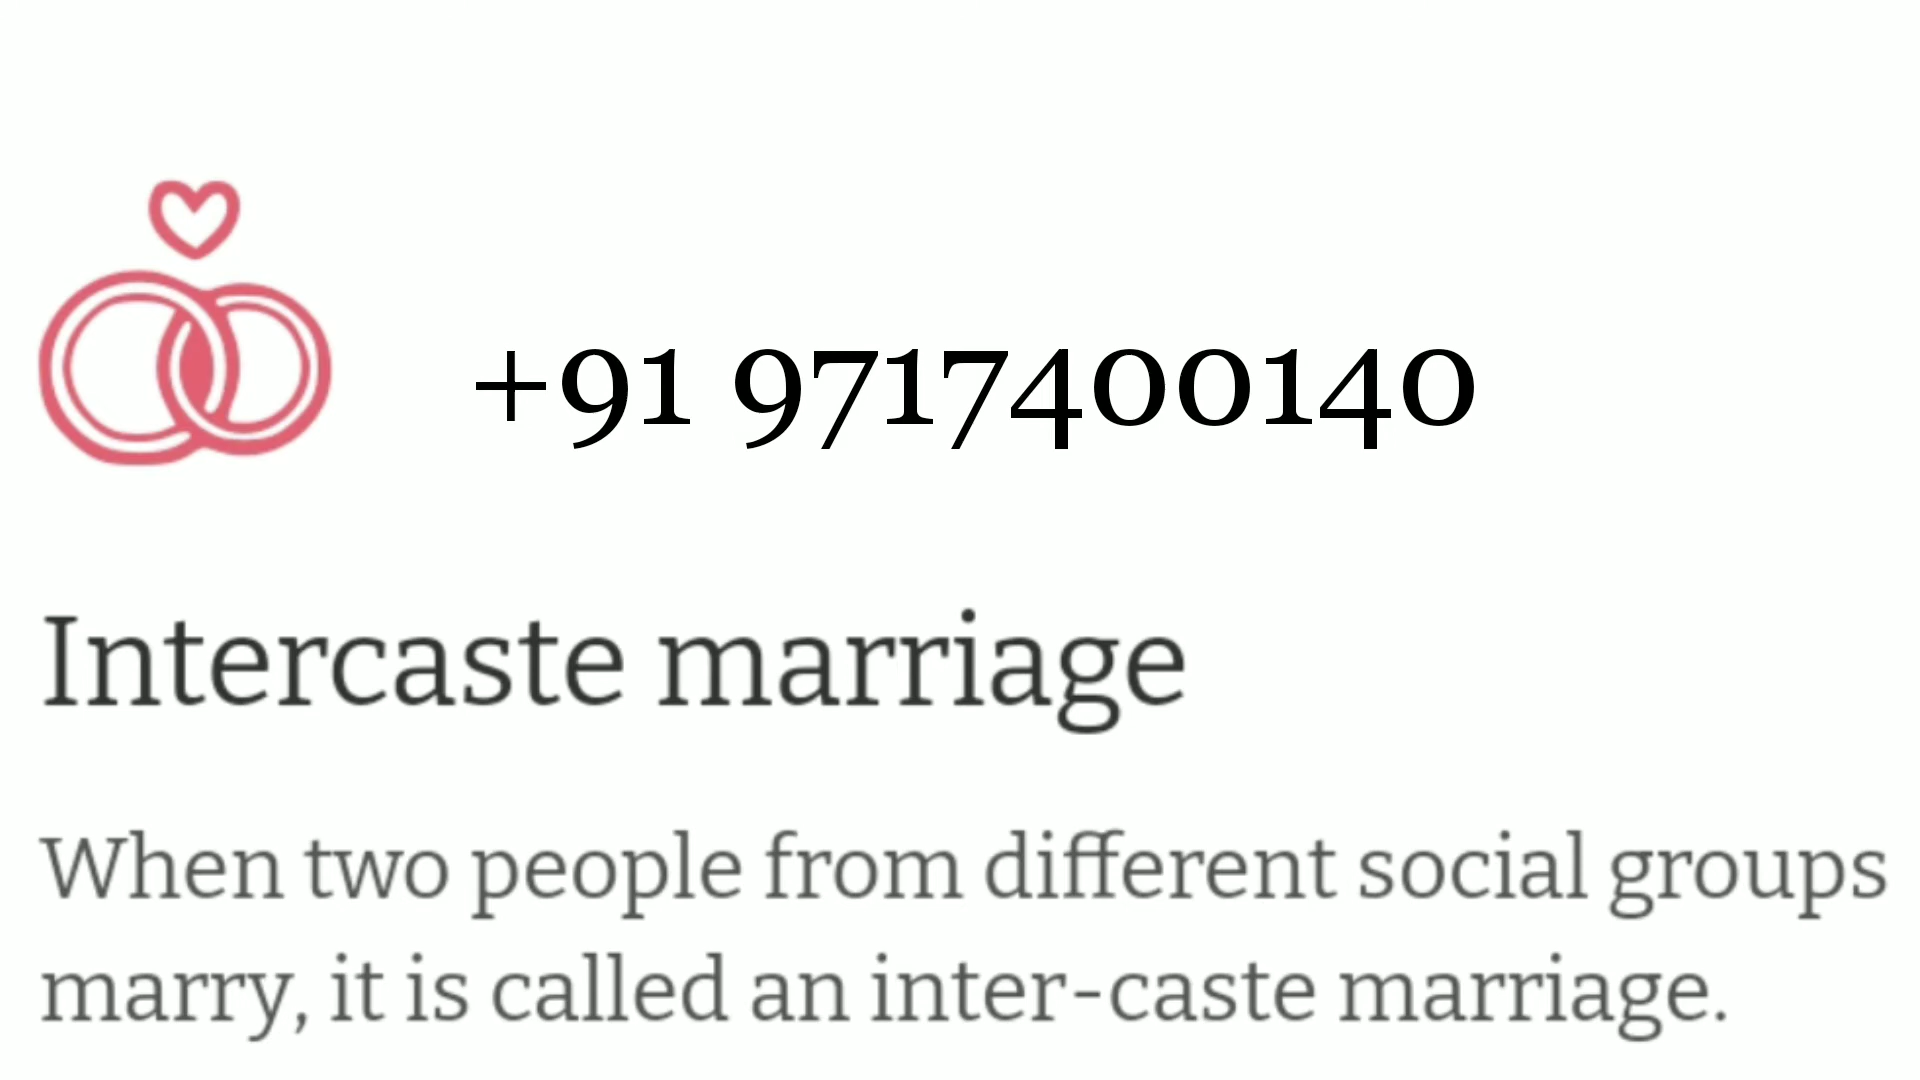 +91 9717400140
Intercaste marriage
When two people from different social groups
marry, it is called an inter-caste marriage.